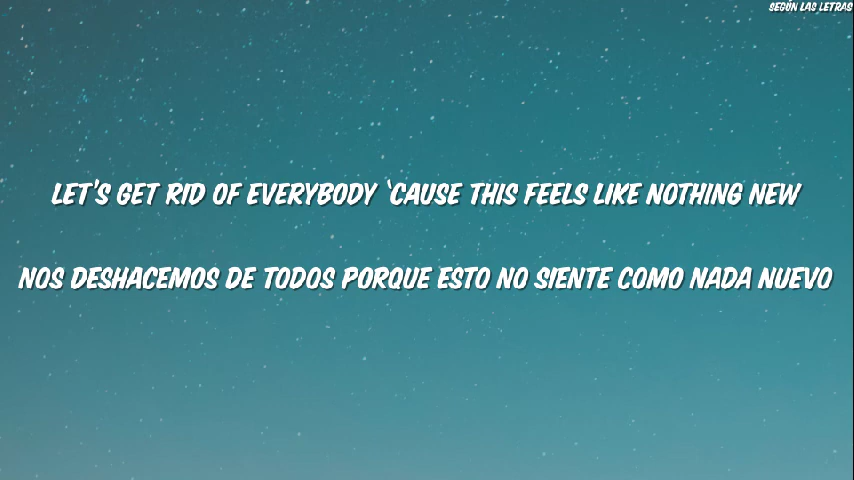 SEGÚN LAS LETRAS
LET'S GET RID OF EVERYBODY 'CAUSE THIS FEELS LIKE NOTHING NEW
NOS DESHACEMOS DE TODOS PORQUE ESTO NO SIENTE COMO NADA NUEVO